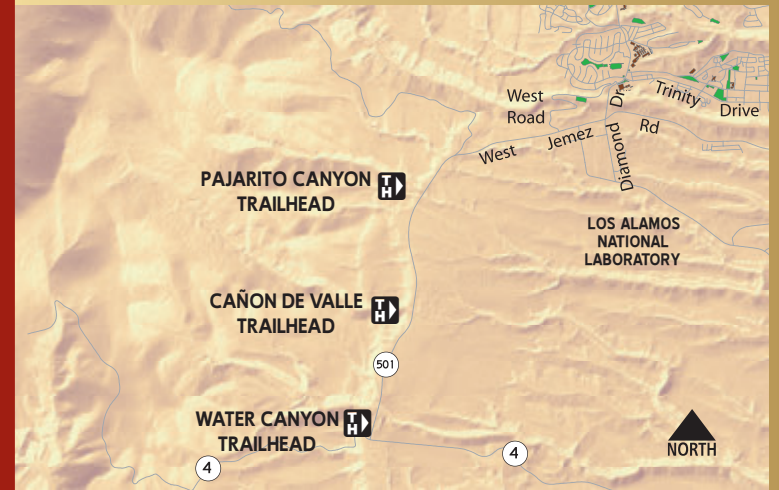 West
Road
Dr
Trinity
Drive
West Jemez Rd
Diamond
PAJARITO CANYON
TRAILHEAD
TH
LOS ALAMOS
NATIONAL
LABORATORY
CAÑON DE VALLE
TRAILHEAD
TH
501
WATER CANYON
TRAILHEAD
TH
4
4
NORTH